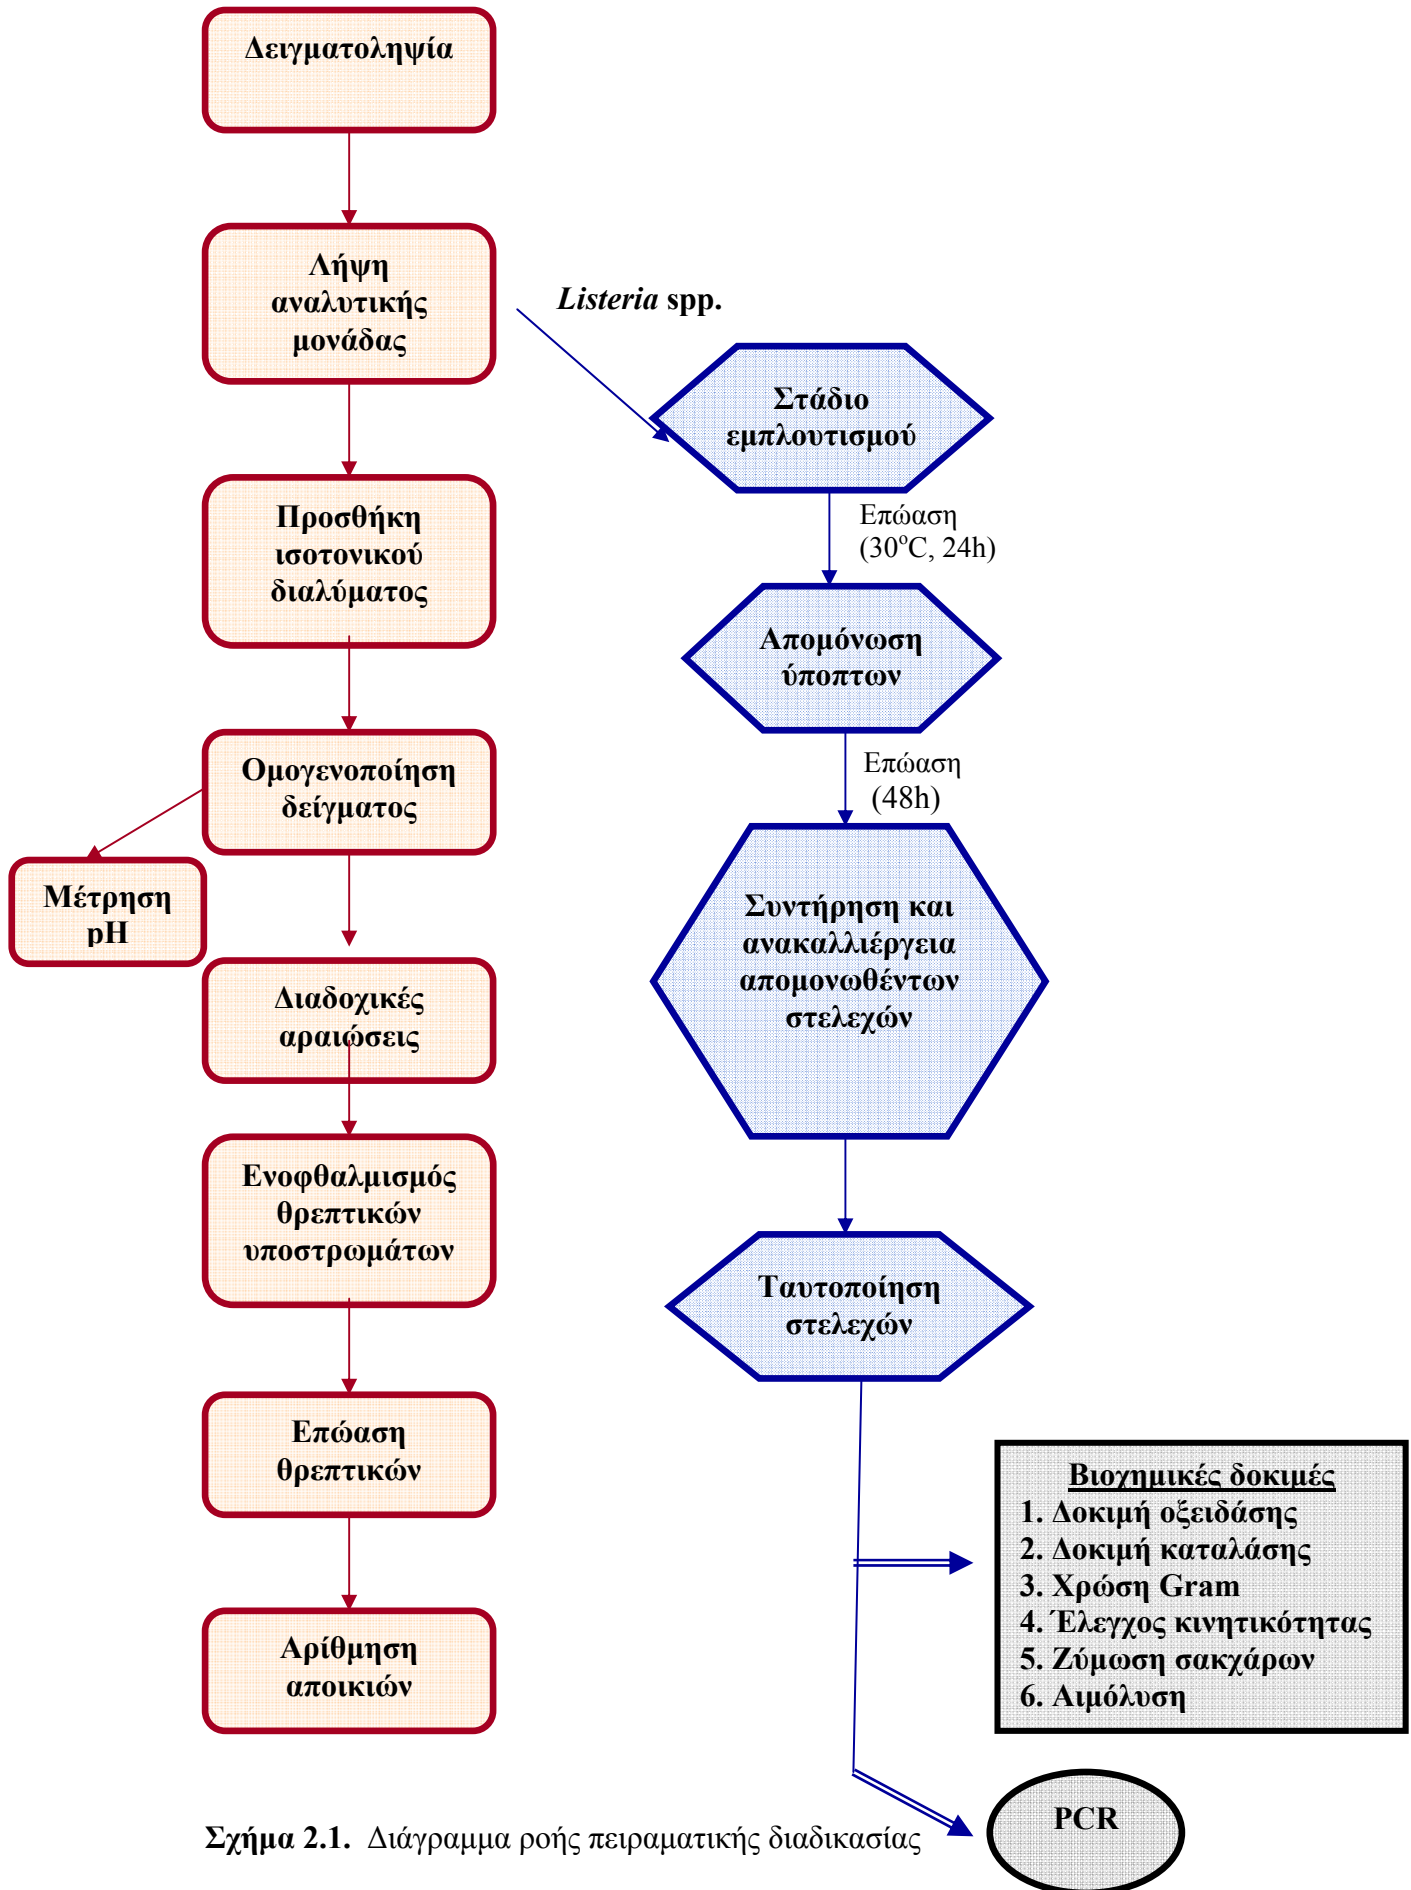 Δειγματοληψία
Λήψη
αναλυτικής
μονάδας
Προσθήκη
ισοτονικού
διαλύματος
Ομογενοποίηση
δείγματος
Μέτρηση
pH
Διαδοχικές
αραιώσεις
Ενοφθαλμισμός
θρεπτικών
υποστρωμάτων
Επώαση
θρεπτικών
Αρίθμηση
αποικιών
Listeria spp.
Στάδιο
εμπλουτισμού
Επώαση
(30°C, 24h)
Απομόνωση
ύποπτων
Επώαση
(48h)
Συντήρηση και
ανακαλλιέργεια
απομονωθέντων
στελεχών
Ταυτοποίηση
στελεχών
Βιοχημικές δοκιμές
1. Δοκιμή οξειδάσης
2. Δοκιμή καταλάσης
3. Χρώση Gram
4. Έλεγχος κινητικότητας
5. Ζύμωση σακχάρων
6. Αιμόλυση
PCR
Σχήμα 2.1. Διάγραμμα ροής πειραματικής διαδικασίας